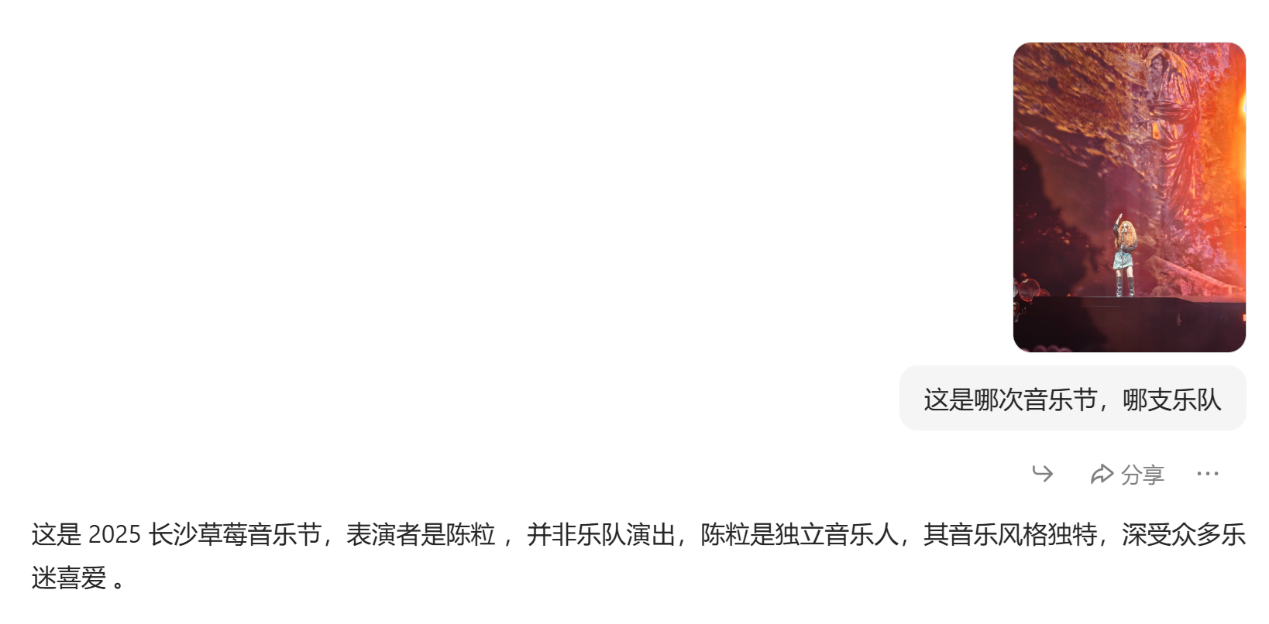 这是哪次音乐节，哪支乐队
分享
这是 2025 长沙草莓音乐节，表演者是陈粒 ，并非乐队演出，陈粒是独立音乐人，其音乐风格独特，深受众多乐
迷喜爱 。